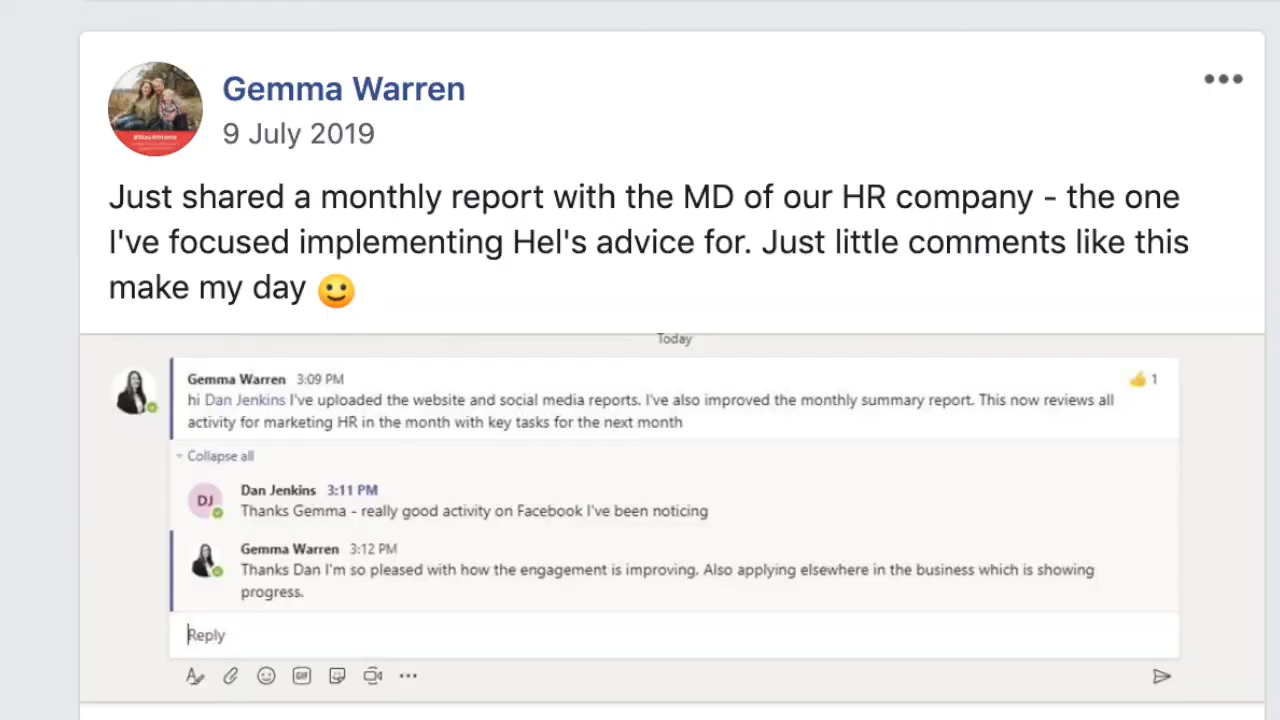 Gemma Warren
9 July 2019
Just shared a monthly report with the MD of our HR company - the one
I've focused implementing Hel's advice for. Just little comments like this
make my day 🙂
Today
Gemma Warren 3:09 PM
👍 1
hi Dan Jenkins I've uploaded the website and social media reports. I've also improved the monthly summary report. This now reviews all
activity for marketing HR in the month with key tasks for the next month
Collapse all
DJ
Dan Jenkins 3:11 PM
Thanks Gemma - really good activity on Facebook I've been noticing
Gemma Warren 3:12 PM
Thanks Dan I'm so pleased with how the engagement is improving. Also applying elsewhere in the business which is showing
progress.
Reply
GIF